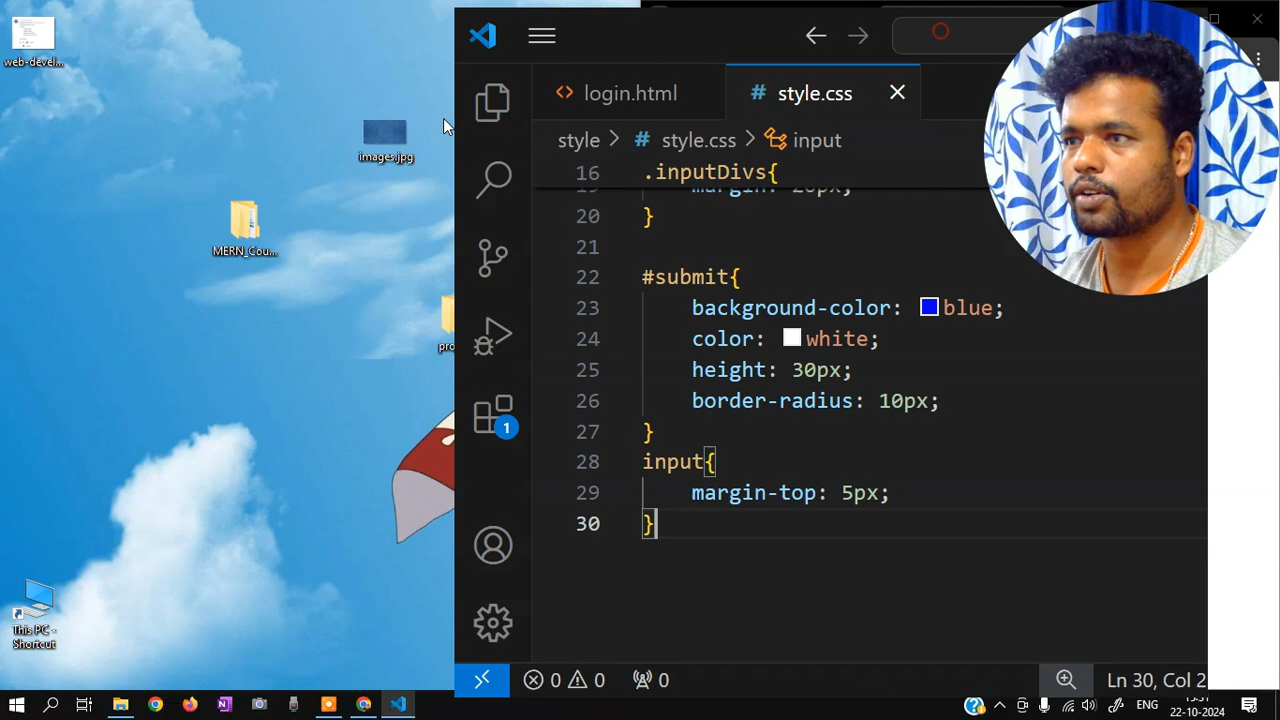 web-devel...
images.jpg
MERN_Cou...
pro
This PC -
Shortcut
login.html
# style.css
style > # style.css > input
16 .inputDivs{
20 }
21
22 #submit{
23 background-color: blue;
24 color: white;
25 height: 30px;
26 border-radius: 10px;
27 }
28 input{
29 margin-top: 5px;
30 }
1
0 0 0
Ln 30, Col 2
ENG
22-10-2024